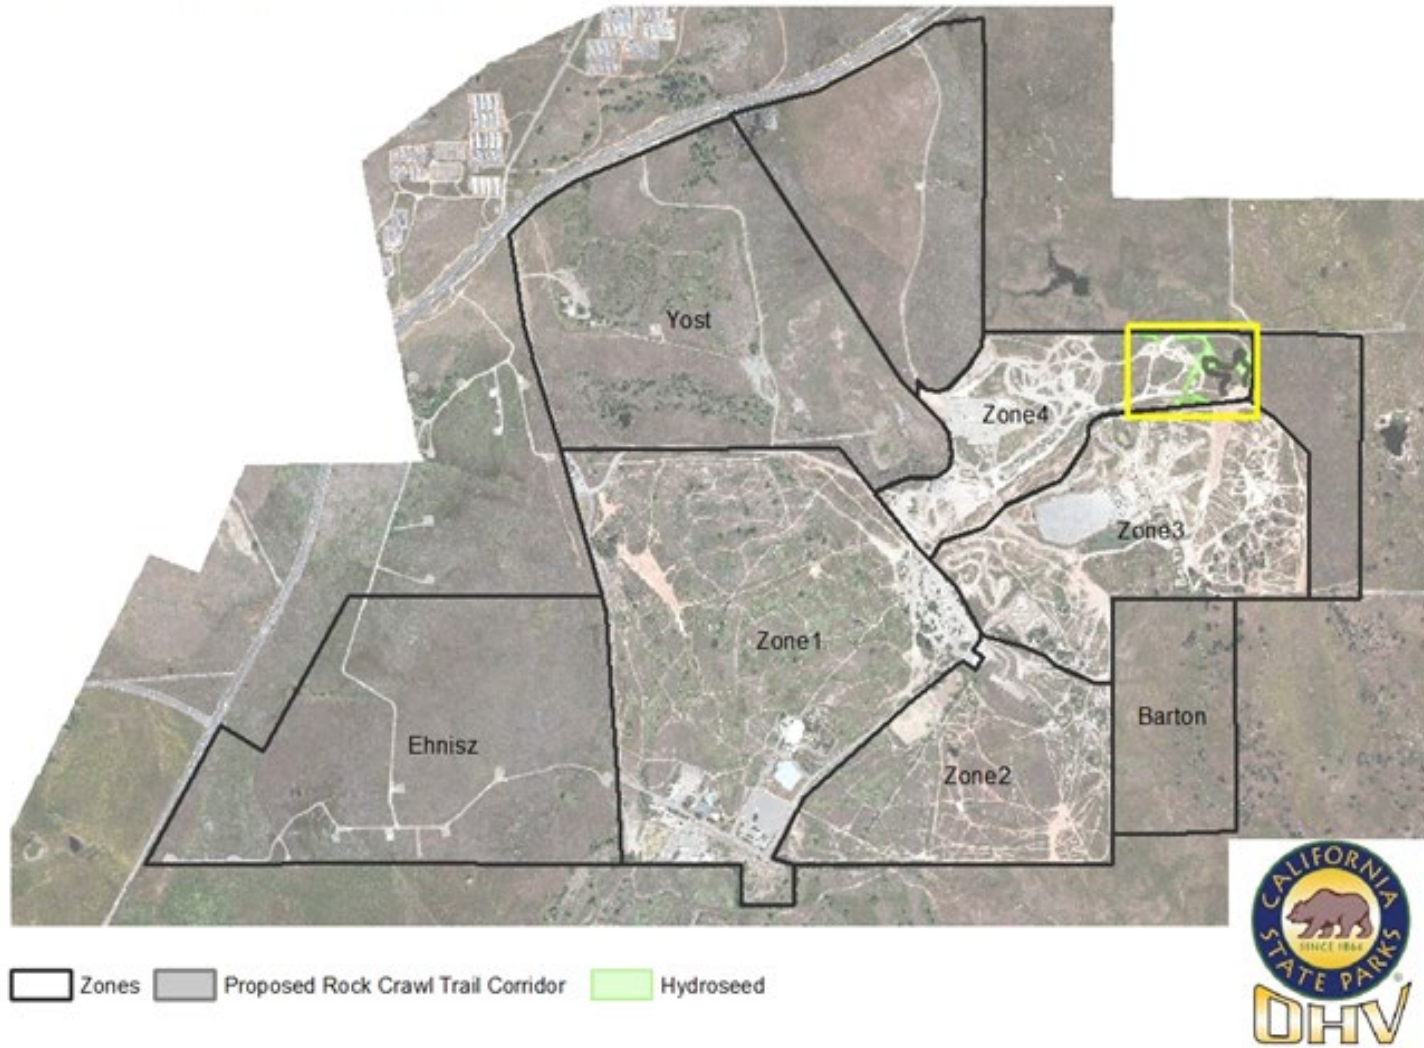 Yost
Zone4
Zone3
Zone1
Barton
Ehnisz
Zone2
CALIFORNIA
SINCE 1864
STATE PARKS
OHV
Zones
Proposed Rock Crawl Trail Corridor
Hydroseed